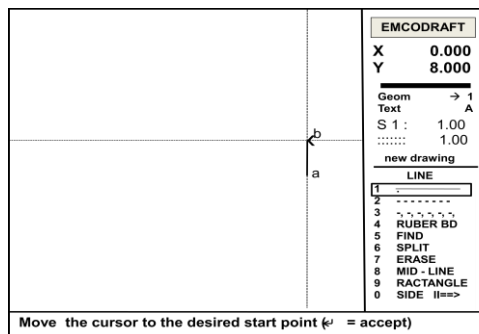 EMCODRAFT
X 0.000
Y 8.000
Geom → 1
Text A
S 1 : 1.00
::::::: 1.00
new drawing
LINE
1
2 - - - - - - - -
3 -, -, -, -, -, -,
4 RUBER BD
5 FIND
6 SPLIT
7 ERASE
8 MID - LINE
9 RACTANGLE
0 SIDE II==>
b
a
Move the cursor to the desired start point (↵ = accept)